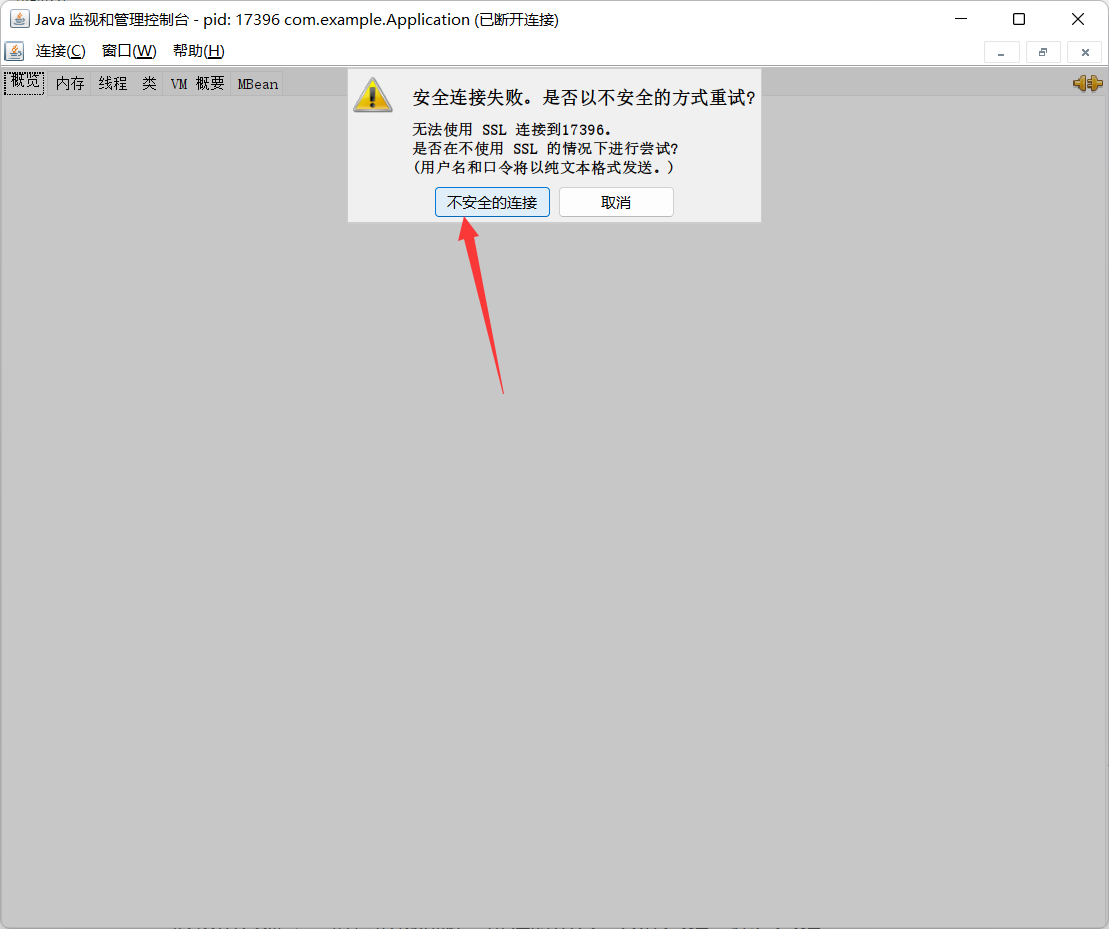 Java 监视和管理控制台 - pid: 17396 com.example.Application (已断开连接)
连接(C) 窗口(W) 帮助(H)
概览 内存 线程 类 VM 概要 MBean
安全连接失败。是否以不安全的方式重试?
无法使用 SSL 连接到17396。
是否在不使用 SSL 的情况下进行尝试?
(用户名和口令将以纯文本格式发送。)
不安全的连接 取消